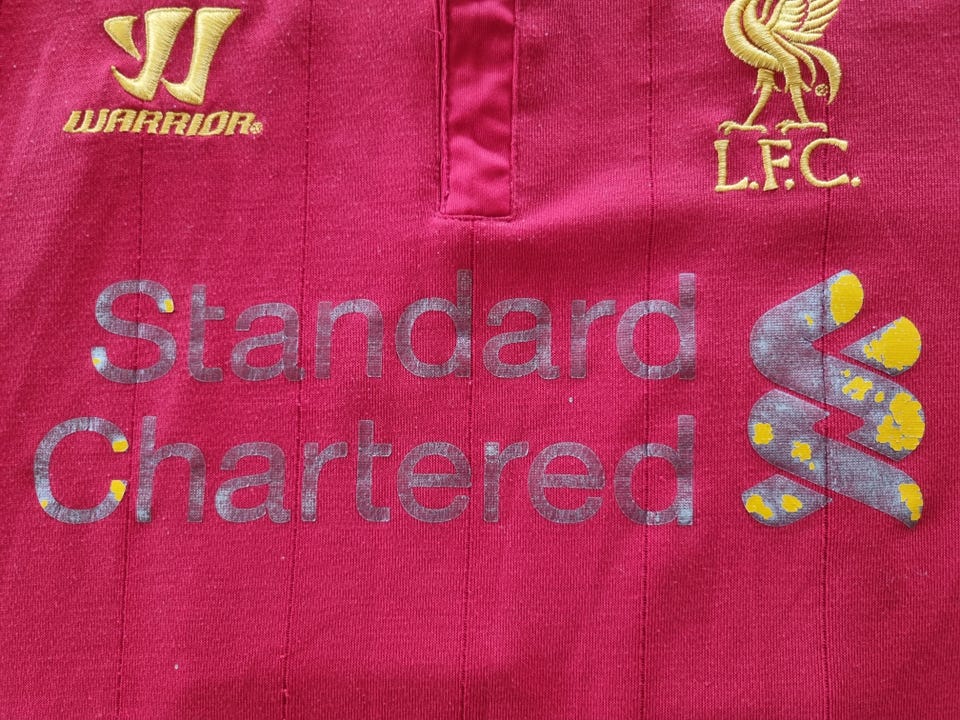 WARRIOR
L.F.C.
Standard
Chartered